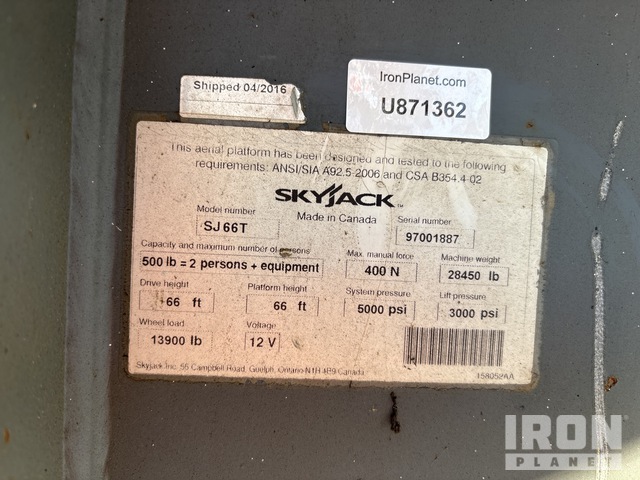 Shipped 04/2016
IronPlanet.com
U871362
This aerial platform has been designed and tested to the following
requirements: ANSI/SIA A92.5-2006 and CSA B354.4-02
SKYJACK™
Made in Canada
Model number
SJ 66T
Serial number
97001887
Capacity and maximum number of persons
500 lb = 2 persons + equipment
Max. manual force
400 N
Machine weight
28450 lb
Drive height
66 ft
Platform height
66 ft
System pressure
5000 psi
Lift pressure
3000 psi
Wheel load
13900 lb
Voltage
12 V
Skyjack Inc. 55 Campbell Road, Guelph, Ontario N1H 1B9 Canada
158052AA
IRON
PLANET